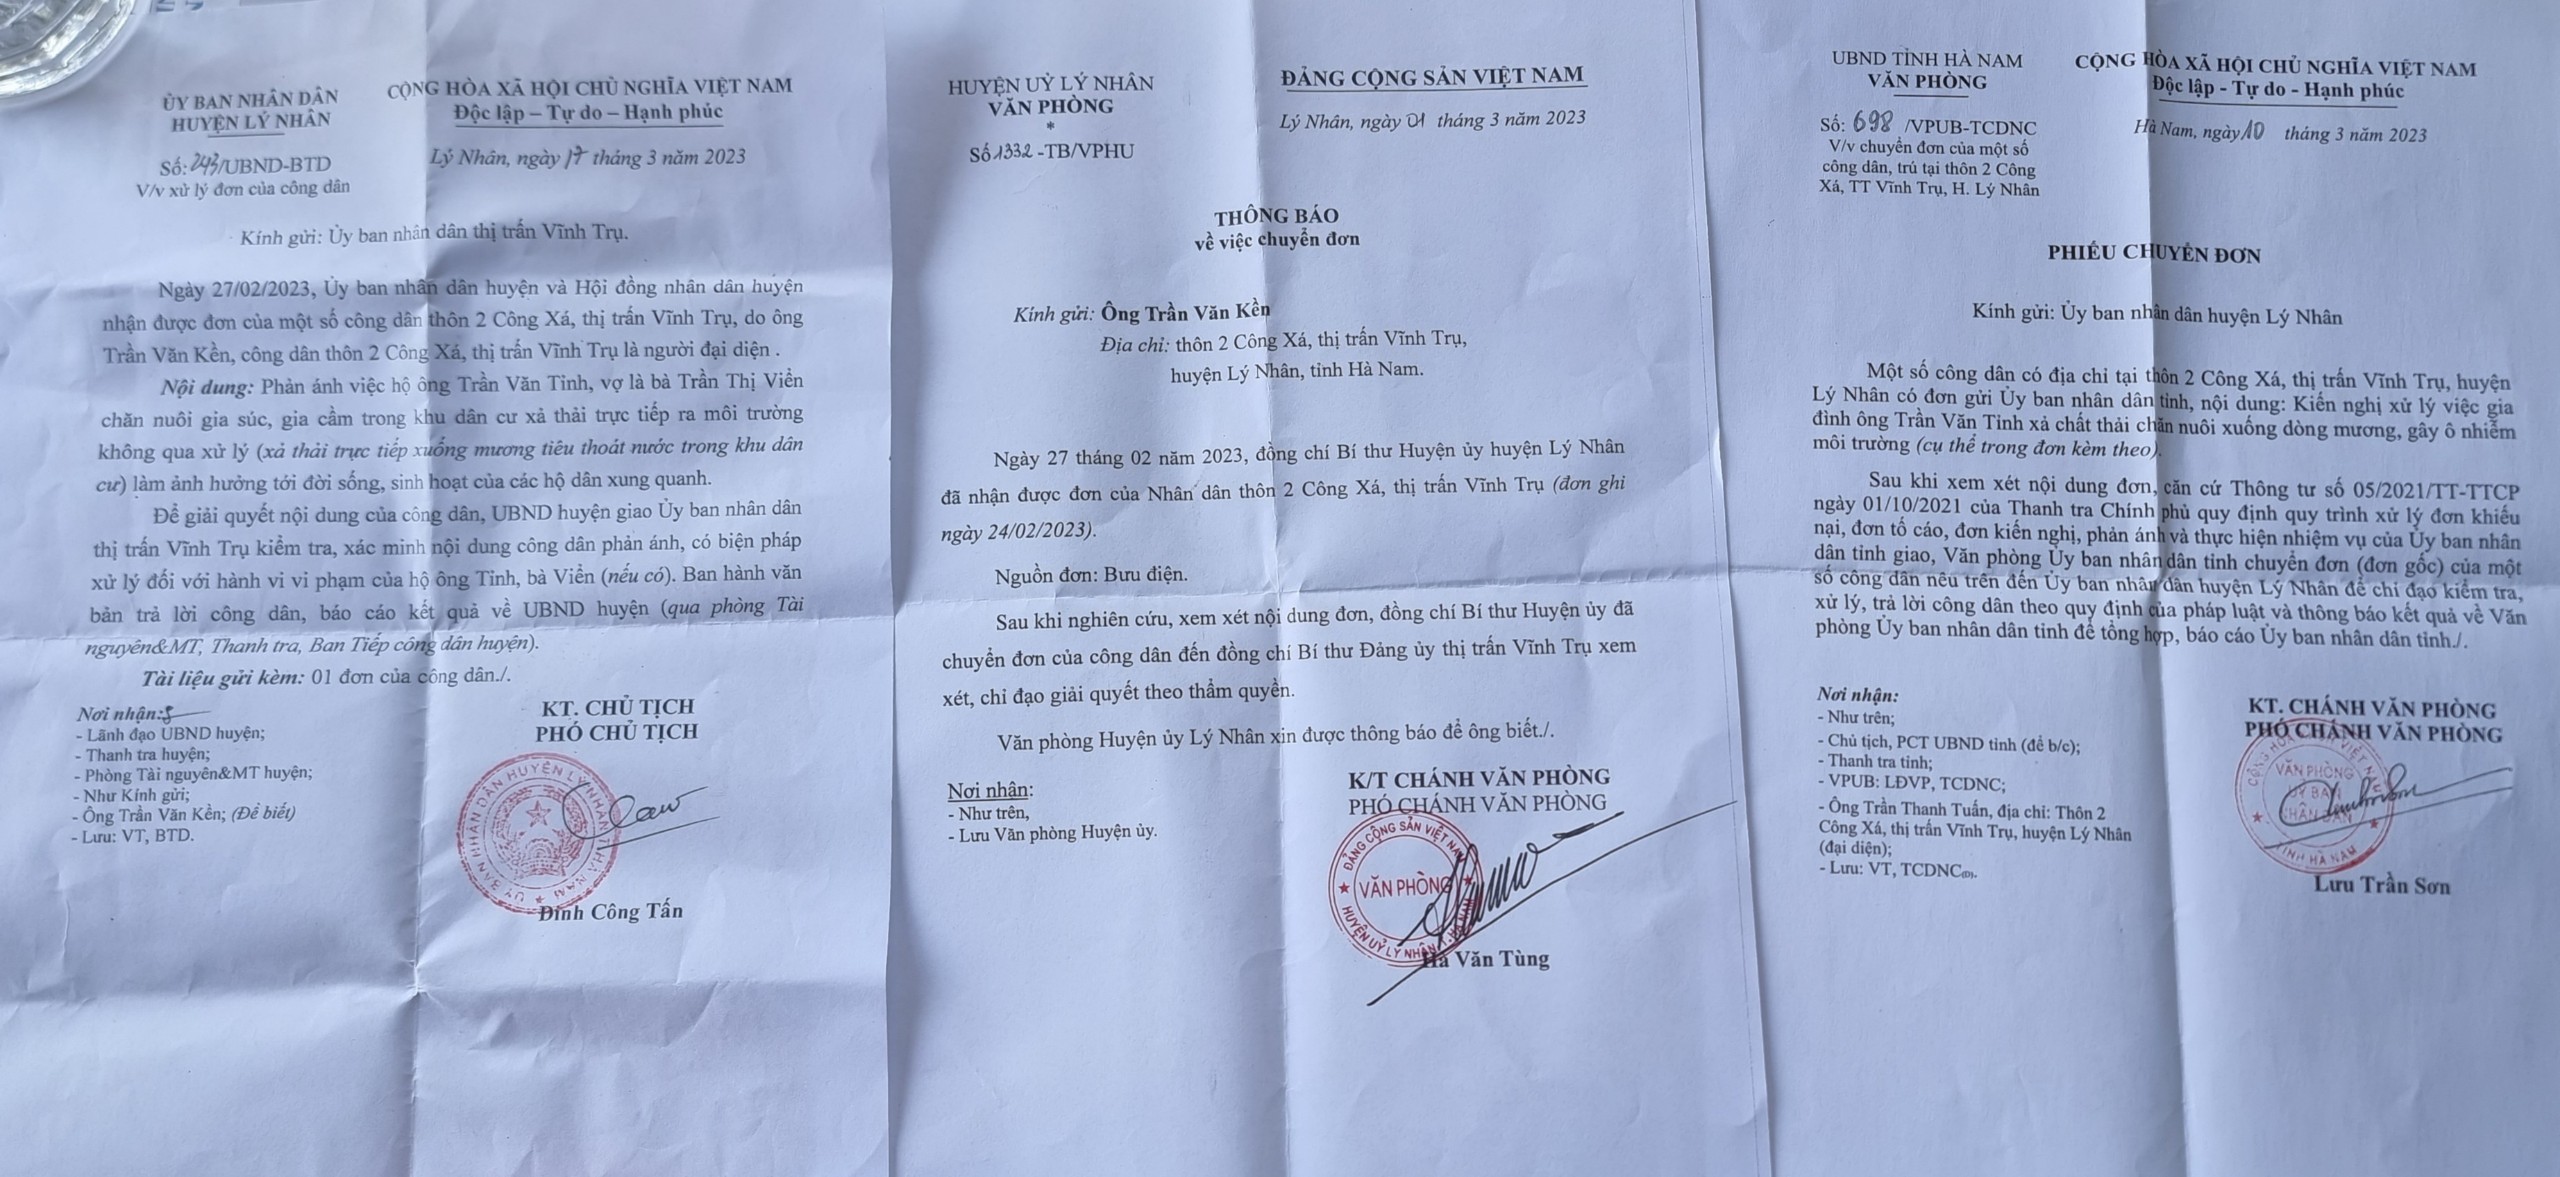 ỦY BAN NHÂN DÂN
HUYỆN LÝ NHÂN
Số: 243/UBND-BTD
V/v xử lý đơn của công dân
CỘNG HÒA XÃ HỘI CHỦ NGHĨA VIỆT NAM
Độc lập – Tự do – Hạnh phúc
Lý Nhân, ngày 17 tháng 3 năm 2023
Kính gửi: Ủy ban nhân dân thị trấn Vĩnh Trụ.
Ngày 27/02/2023, Ủy ban nhân dân huyện và Hội đồng nhân dân huyện
nhận được đơn của một số công dân thôn 2 Công Xá, thị trấn Vĩnh Trụ, do ông
Trần Văn Kền, công dân thôn 2 Công Xá, thị trấn Vĩnh Trụ là người đại diện .
Nội dung: Phản ánh việc hộ ông Trần Văn Tỉnh, vợ là bà Trần Thị Viễn
chăn nuôi gia súc, gia cầm trong khu dân cư xả thải trực tiếp ra môi trường
không qua xử lý (xả thải trực tiếp xuống mương tiêu thoát nước trong khu dân
cư) làm ảnh hưởng tới đời sống, sinh hoạt của các hộ dân xung quanh.
Để giải quyết nội dung của công dân, UBND huyện giao Ủy ban nhân dân
thị trấn Vĩnh Trụ kiểm tra, xác minh nội dung công dân phản ánh, có biện pháp
xử lý đối với hành vi vi phạm của hộ ông Tỉnh, bà Viễn (nếu có). Ban hành văn
bản trả lời công dân, báo cáo kết quả về UBND huyện (qua phòng Tài
nguyên&MT, Thanh tra, Ban Tiếp công dân huyện).
Tài liệu gửi kèm: 01 đơn của công dân./.
Nơi nhận:
- Lãnh đạo UBND huyện;
- Thanh tra huyện;
- Phòng Tài nguyên&MT huyện;
- Như Kính gửi;
- Ông Trần Văn Kền; (Để biết)
- Lưu: VT, BTD.
KT. CHỦ TỊCH
PHÓ CHỦ TỊCH
ỦY BAN NHÂN DÂN HUYỆN LÝ NHÂN T.HÀ NAM
Đinh Công Tấn
HUYỆN UỶ LÝ NHÂN
VĂN PHÒNG
*
Số 1332 -TB/VPHU
ĐẢNG CỘNG SẢN VIỆT NAM
Lý Nhân, ngày 01 tháng 3 năm 2023
THÔNG BÁO
về việc chuyển đơn
Kính gửi: Ông Trần Văn Kền
Địa chỉ: thôn 2 Công Xá, thị trấn Vĩnh Trụ,
huyện Lý Nhân, tỉnh Hà Nam.
Ngày 27 tháng 02 năm 2023, đồng chí Bí thư Huyện ủy huyện Lý Nhân
đã nhận được đơn của Nhân dân thôn 2 Công Xá, thị trấn Vĩnh Trụ (đơn ghi
ngày 24/02/2023).
Nguồn đơn: Bưu điện.
Sau khi nghiên cứu, xem xét nội dung đơn, đồng chí Bí thư Huyện ủy đã
chuyển đơn của công dân đến đồng chí Bí thư Đảng ủy thị trấn Vĩnh Trụ xem
xét, chỉ đạo giải quyết theo thẩm quyền.
Văn phòng Huyện ủy Lý Nhân xin được thông báo để ông biết./.
Nơi nhận:
- Như trên,
- Lưu Văn phòng Huyện ủy.
K/T CHÁNH VĂN PHÒNG
PHÓ CHÁNH VĂN PHÒNG
ĐẢNG CỘNG SẢN VIỆT NAM
VĂN PHÒNG
HUYỆN UỶ LÝ NHÂN T. HÀ NAM
Hà Văn Tùng
UBND TỈNH HÀ NAM
VĂN PHÒNG
Số: 698 /VPUB-TCDNC
V/v chuyển đơn của một số
công dân, trú tại thôn 2 Công
Xá, TT Vĩnh Trụ, H. Lý Nhân
CỘNG HÒA XÃ HỘI CHỦ NGHĨA VIỆT NAM
Độc lập - Tự do - Hạnh phúc
Hà Nam, ngày 10 tháng 3 năm 2023
PHIẾU CHUYỂN ĐƠN
Kính gửi: Ủy ban nhân dân huyện Lý Nhân
Một số công dân có địa chỉ tại thôn 2 Công Xá, thị trấn Vĩnh Trụ, huyện
Lý Nhân có đơn gửi Ủy ban nhân dân tỉnh, nội dung: Kiến nghị xử lý việc gia
đình ông Trần Văn Tỉnh xả chất thải chăn nuôi xuống dòng mương, gây ô nhiễm
môi trường (cụ thể trong đơn kèm theo).
Sau khi xem xét nội dung đơn, căn cứ Thông tư số 05/2021/TT-TTCP
ngày 01/10/2021 của Thanh tra Chính phủ quy định quy trình xử lý đơn khiếu
nại, đơn tố cáo, đơn kiến nghị, phản ánh và thực hiện nhiệm vụ của Ủy ban nhân
dân tỉnh giao, Văn phòng Ủy ban nhân dân tỉnh chuyển đơn (đơn gốc) của một
số công dân nêu trên đến Ủy ban nhân dân huyện Lý Nhân để chỉ đạo kiểm tra,
xử lý, trả lời công dân theo quy định của pháp luật và thông báo kết quả về Văn
phòng Ủy ban nhân dân tỉnh để tổng hợp, báo cáo Ủy ban nhân dân tỉnh./.
Nơi nhận:
- Như trên;
- Chủ tịch, PCT UBND tỉnh (để b/c);
- Thanh tra tỉnh;
- VPUB: LĐVP, TCDNC;
- Ông Trần Thanh Tuấn, địa chỉ: Thôn 2
Công Xá, thị trấn Vĩnh Trụ, huyện Lý Nhân
(đại diện);
- Lưu: VT, TCDNC(Đ).
KT. CHÁNH VĂN PHÒNG
PHÓ CHÁNH VĂN PHÒNG
VĂN PHÒNG
ỦY BAN
NHÂN DÂN
TỈNH HÀ NAM
Lưu Trần Sơn